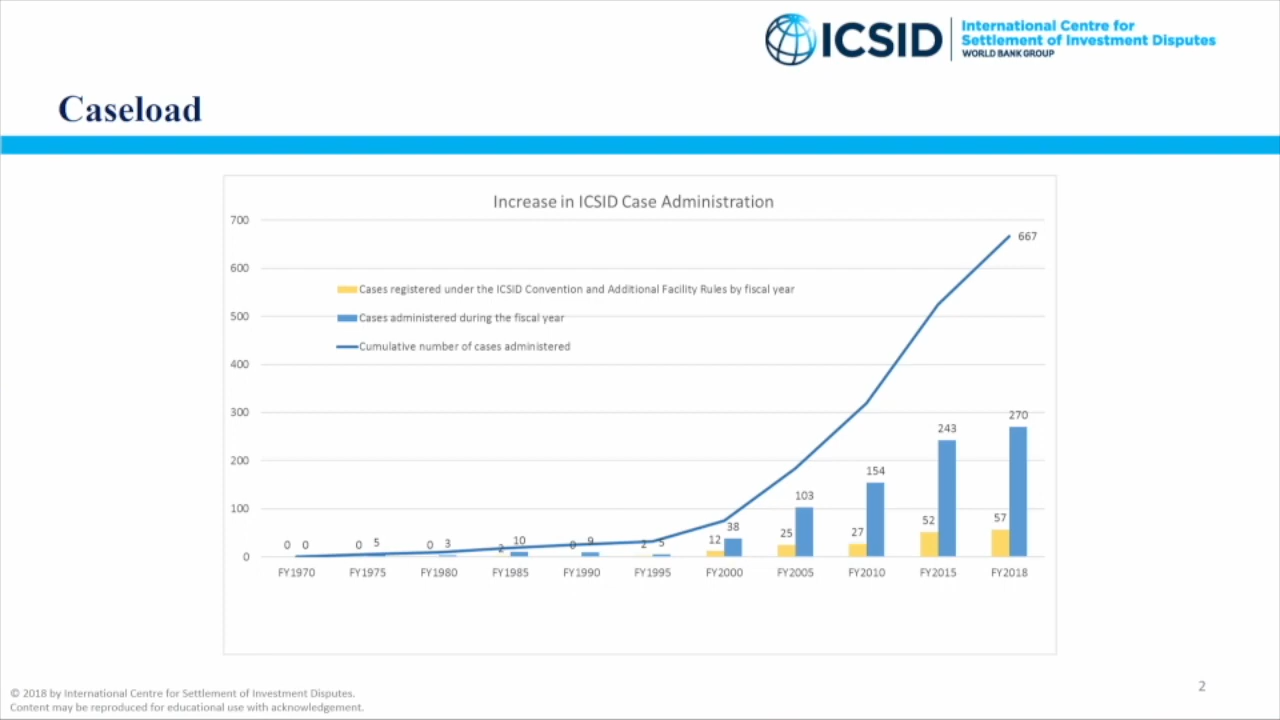 ICSID
International Centre for
Settlement of Investment Disputes
WORLD BANK GROUP
Caseload
Increase in ICSID Case Administration
700
600
500
400
300
200
100
0
Cases registered under the ICSID Convention and Additional Facility Rules by fiscal year
Cases administered during the fiscal year
Cumulative number of cases administered
667
0 0 0 5 0 3 2 10 0 9 2 5 12 38 25 103 27 154 52 243 57 270
FY1970 FY1975 FY1980 FY1985 FY1990 FY1995 FY2000 FY2005 FY2010 FY2015 FY2018
© 2018 by International Centre for Settlement of Investment Disputes.
Content may be reproduced for educational use with acknowledgement.
2